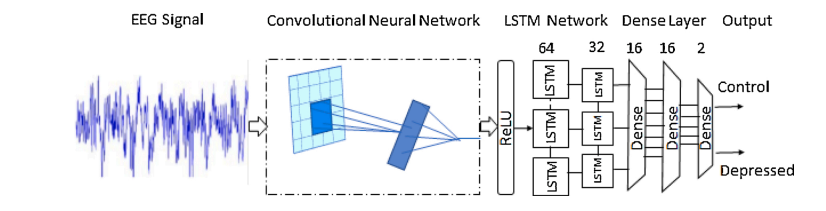 EEG Signal
Convolutional Neural Network
LSTM Network
Dense Layer
Output
64
32
16
16
2
ReLU
LSTM
LSTM
LSTM
LSTM
LSTM
LSTM
Dense
Dense
Dense
Control
Depressed